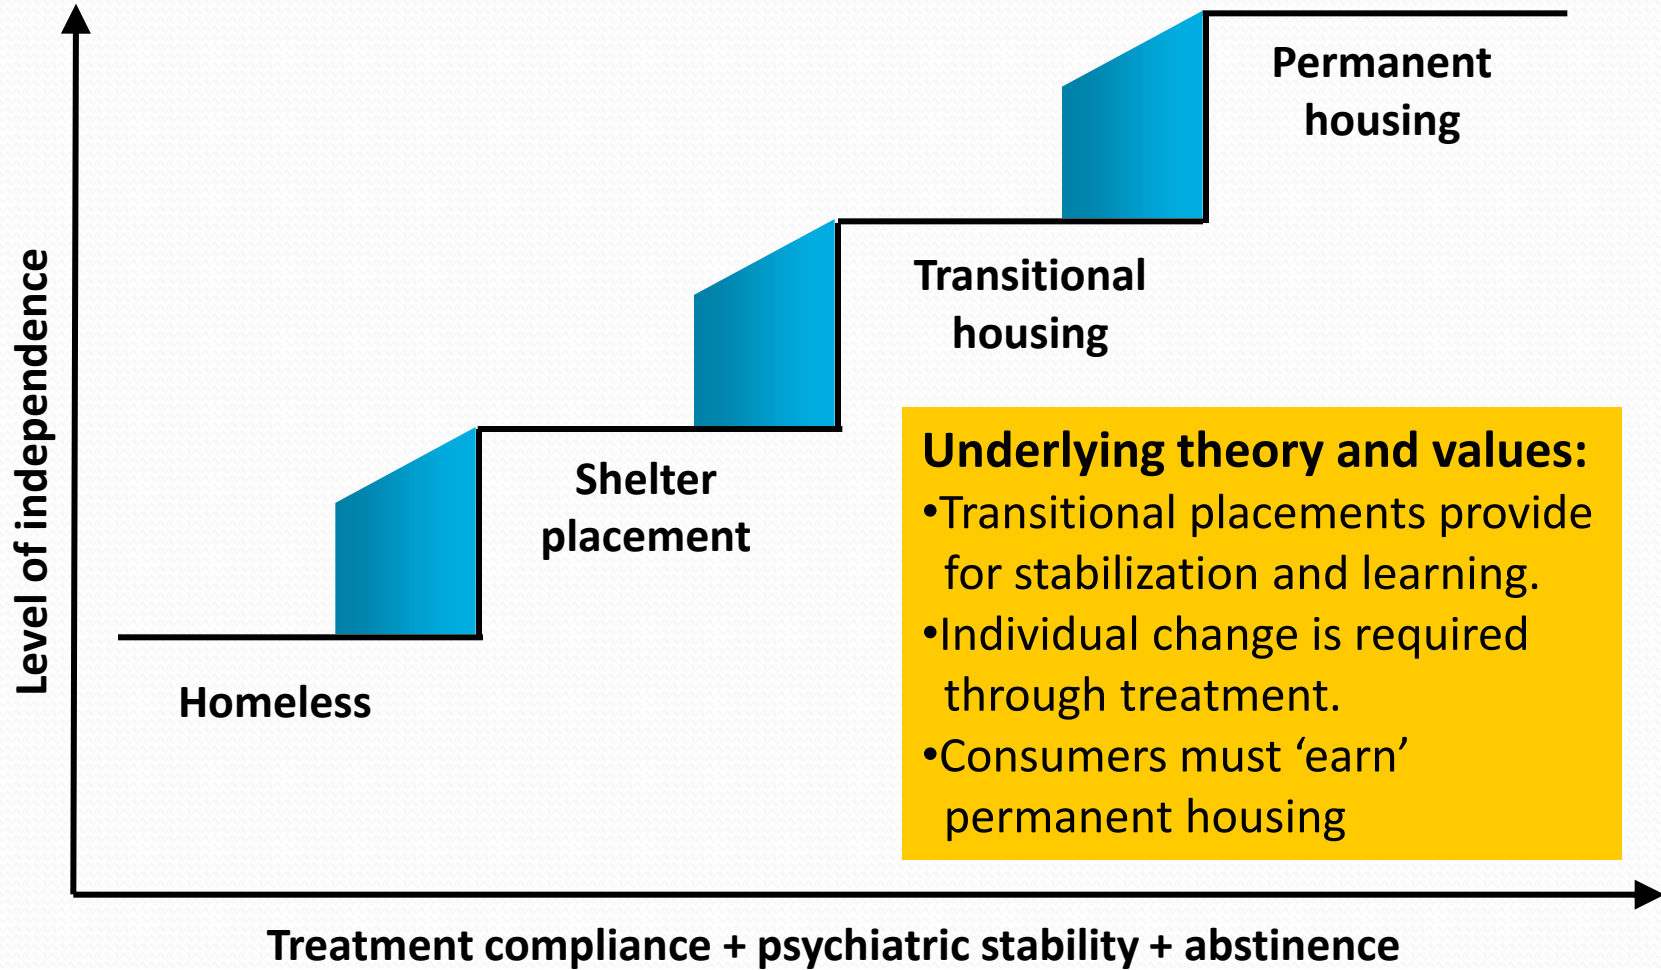 Permanent
housing
Transitional
housing
Shelter
placement
Homeless
Level of independence
Underlying theory and values:
•Transitional placements provide
for stabilization and learning.
•Individual change is required
through treatment.
•Consumers must ‘earn’
permanent housing
Treatment compliance + psychiatric stability + abstinence